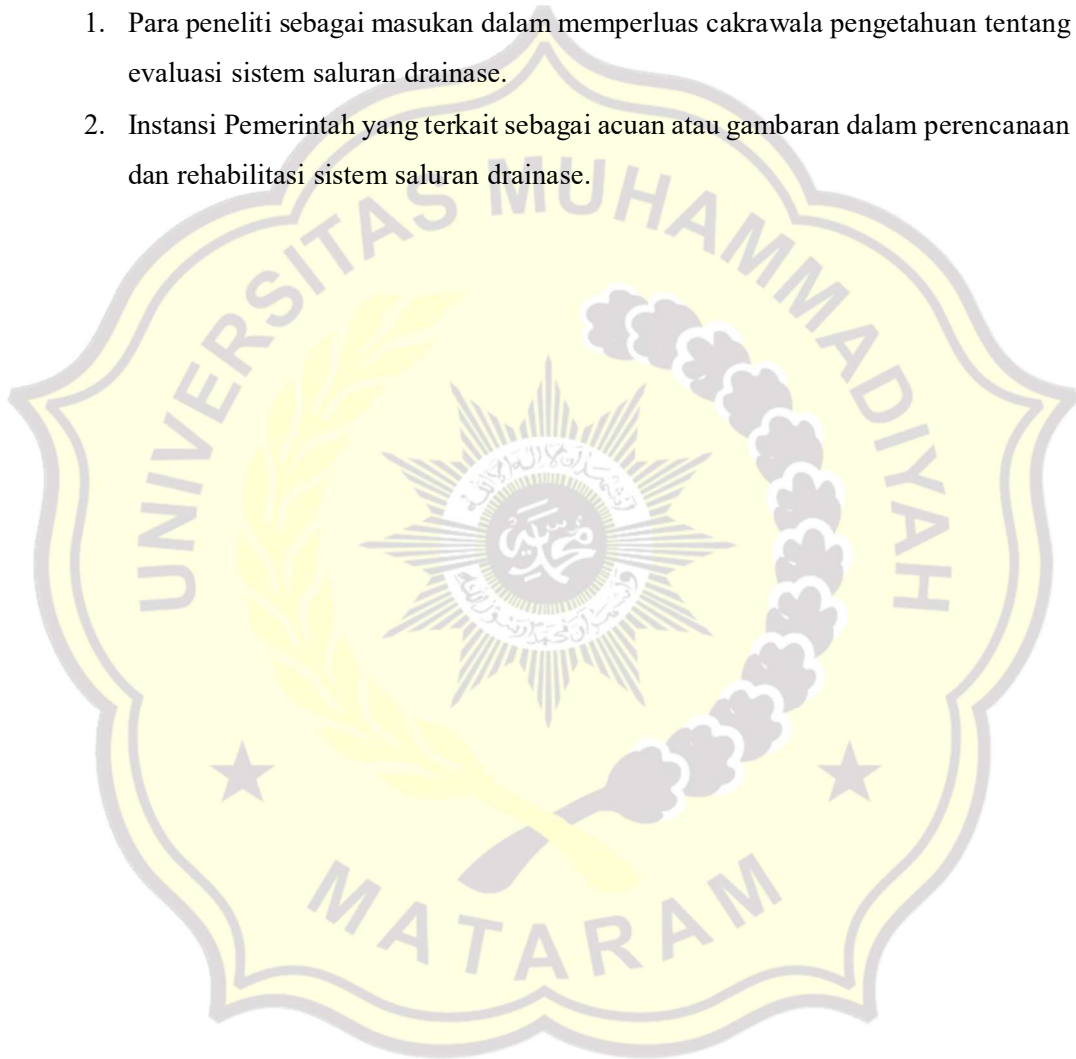 1. Para peneliti sebagai masukan dalam memperluas cakrawala pengetahuan tentang
evaluasi sistem saluran drainase.
2. Instansi Pemerintah yang terkait sebagai acuan atau gambaran dalam perencanaan
dan rehabilitasi sistem saluran drainase.
UNIVERSITAS MUHAMMADIYAH
MATARAM